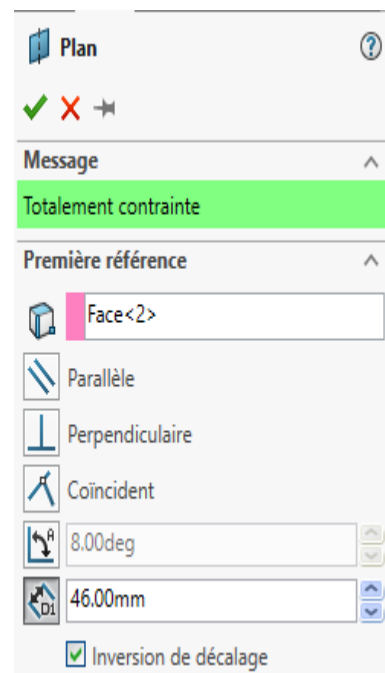 Plan
Message
Totalement contrainte
Première référence
Face<2>
Parallèle
Perpendiculaire
Coïncident
8.00deg
46.00mm
Inversion de décalage